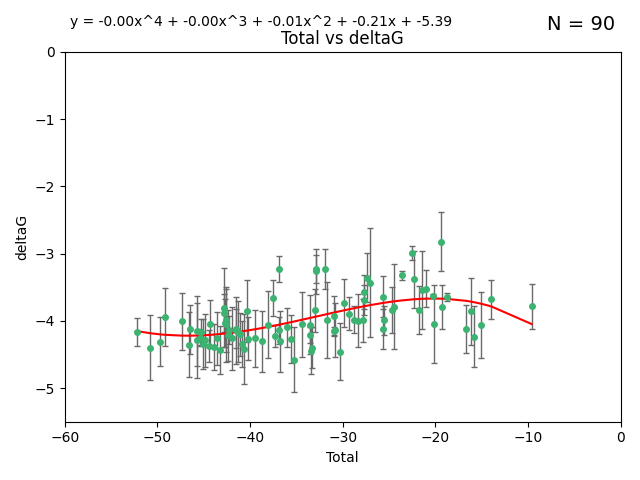 y = -0.00x^4 + -0.00x^3 + -0.01x^2 + -0.21x + -5.39
N = 90
Total vs deltaG
0
−1
−2
−3
−4
−5
deltaG
−60 −50 −40 −30 −20 −10 0
Total